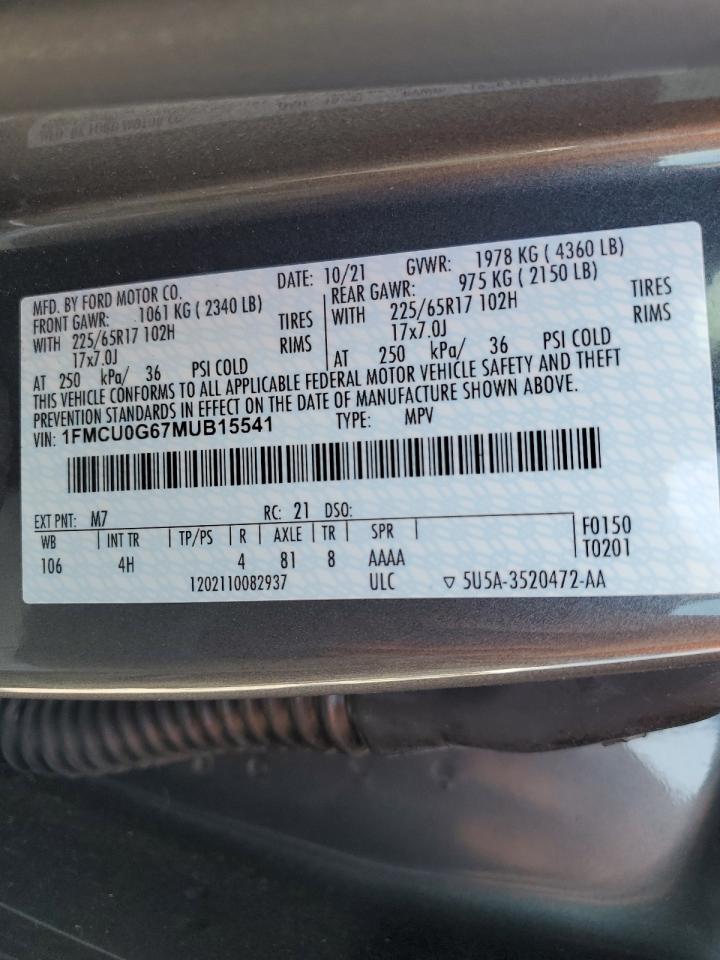 MFD. BY FORD MOTOR CO. DATE: 10/21 GVWR: 1978 KG ( 4360 LB)
FRONT GAWR: 1061 KG ( 2340 LB) REAR GAWR: 975 KG ( 2150 LB)
WITH 225/65R17 102H TIRES WITH 225/65R17 102H TIRES
17x7.0J RIMS 17x7.0J RIMS
AT 250 kPa/ 36 PSI COLD AT 250 kPa/ 36 PSI COLD
THIS VEHICLE CONFORMS TO ALL APPLICABLE FEDERAL MOTOR VEHICLE SAFETY AND THEFT
PREVENTION STANDARDS IN EFFECT ON THE DATE OF MANUFACTURE SHOWN ABOVE.
VIN: 1FMCU0G67MUB15541 TYPE: MPV
EXT PNT: M7 RC: 21 DSO:
WB INT TR TP/PS R AXLE TR SPR F0150
106 4H 4 81 8 AAAA T0201
1202110082937 ULC ▽ 5U5A-3520472-AA